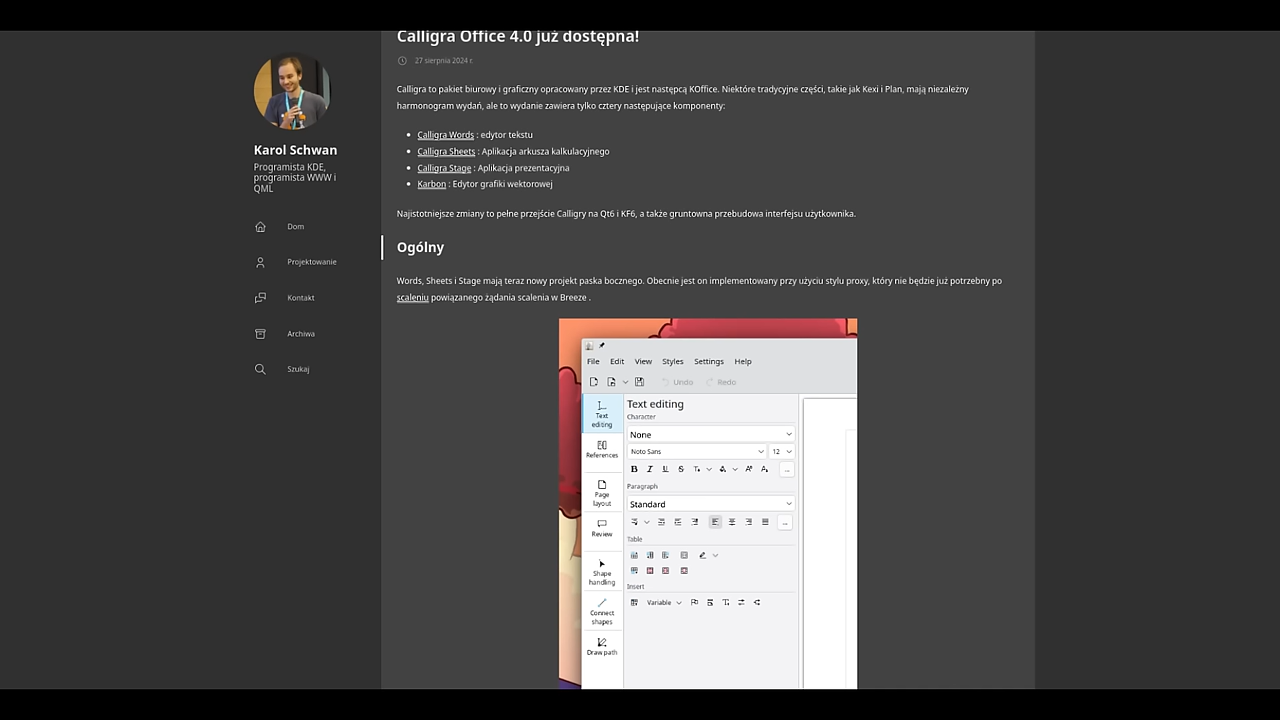 Calligra Office 4.0 już dostępna!
27 sierpnia 2024 r.
Calligra to pakiet biurowy i graficzny opracowany przez KDE i jest następcą KOffice. Niektóre tradycyjne części, takie jak Kexi i Plan, mają niezależny
harmonogram wydań, ale to wydanie zawiera tylko cztery następujące komponenty:
Calligra Words : edytor tekstu
Calligra Sheets : Aplikacja arkusza kalkulacyjnego
Calligra Stage : Aplikacja prezentacyjna
Karbon : Edytor grafiki wektorowej
Najistotniejsze zmiany to pełne przejście Calligry na Qt6 i KF6, a także gruntowna przebudowa interfejsu użytkownika.
Ogólny
Words, Sheets i Stage mają teraz nowy projekt paska bocznego. Obecnie jest on implementowany przy użyciu stylu proxy, który nie będzie już potrzebny po
scaleniu powiązanego żądania scalenia w Breeze .
Karol Schwan
Programista KDE,
programista WWW i
QML
Dom
Projektowanie
Kontakt
Archiwa
Szukaj
File Edit View Styles Settings Help
Undo Redo
Text
editing
References
Page
layout
Review
Shape
handling
Connect
shapes
Draw path
Text editing
Character
None
Noto Sans 12
B I U S
...
Paragraph
Standard
...
Table
Insert
Variable